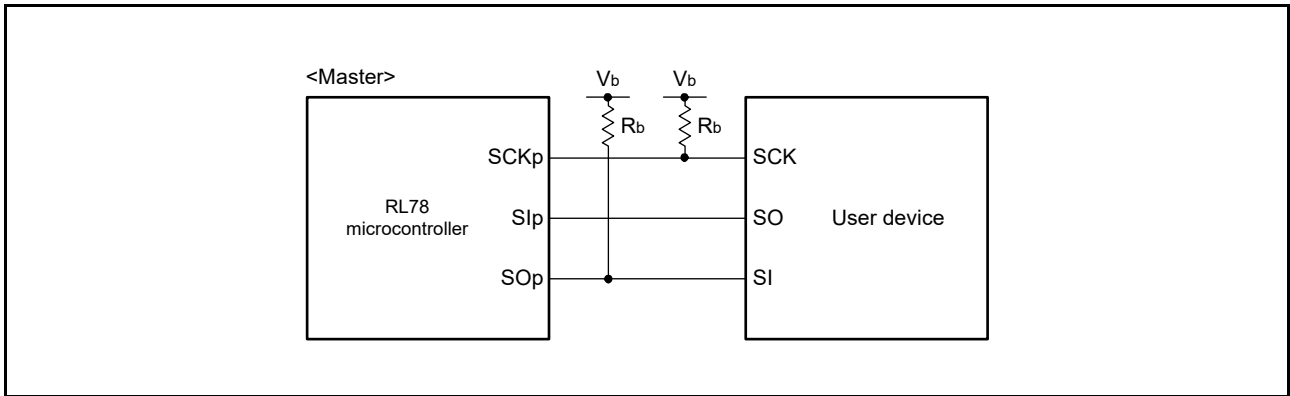 <Master>
Vb Vb
Rb Rb
SCKp SCK
RL78
microcontroller
SIp SO
User device
SOp SI